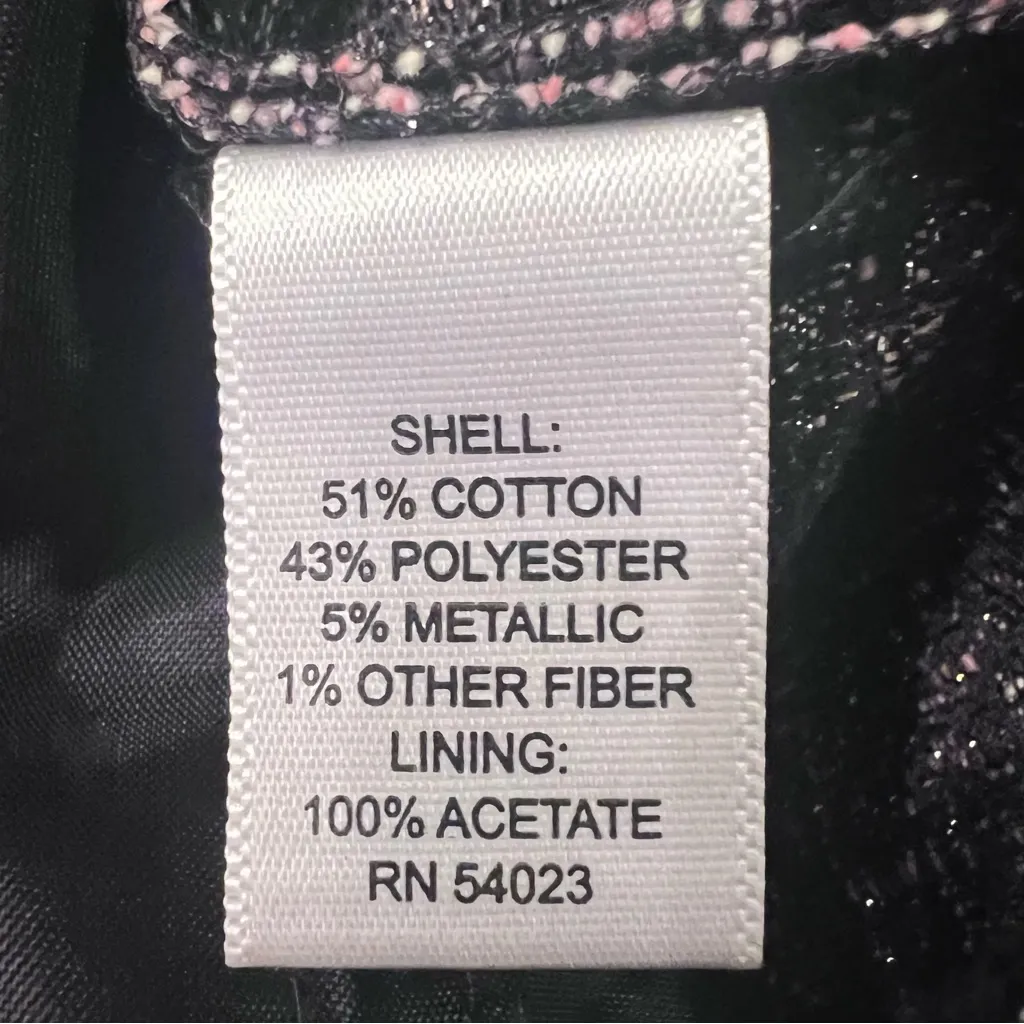 SHELL:
51% COTTON
43% POLYESTER
5% METALLIC
1% OTHER FIBER
LINING:
100% ACETATE
RN 54023